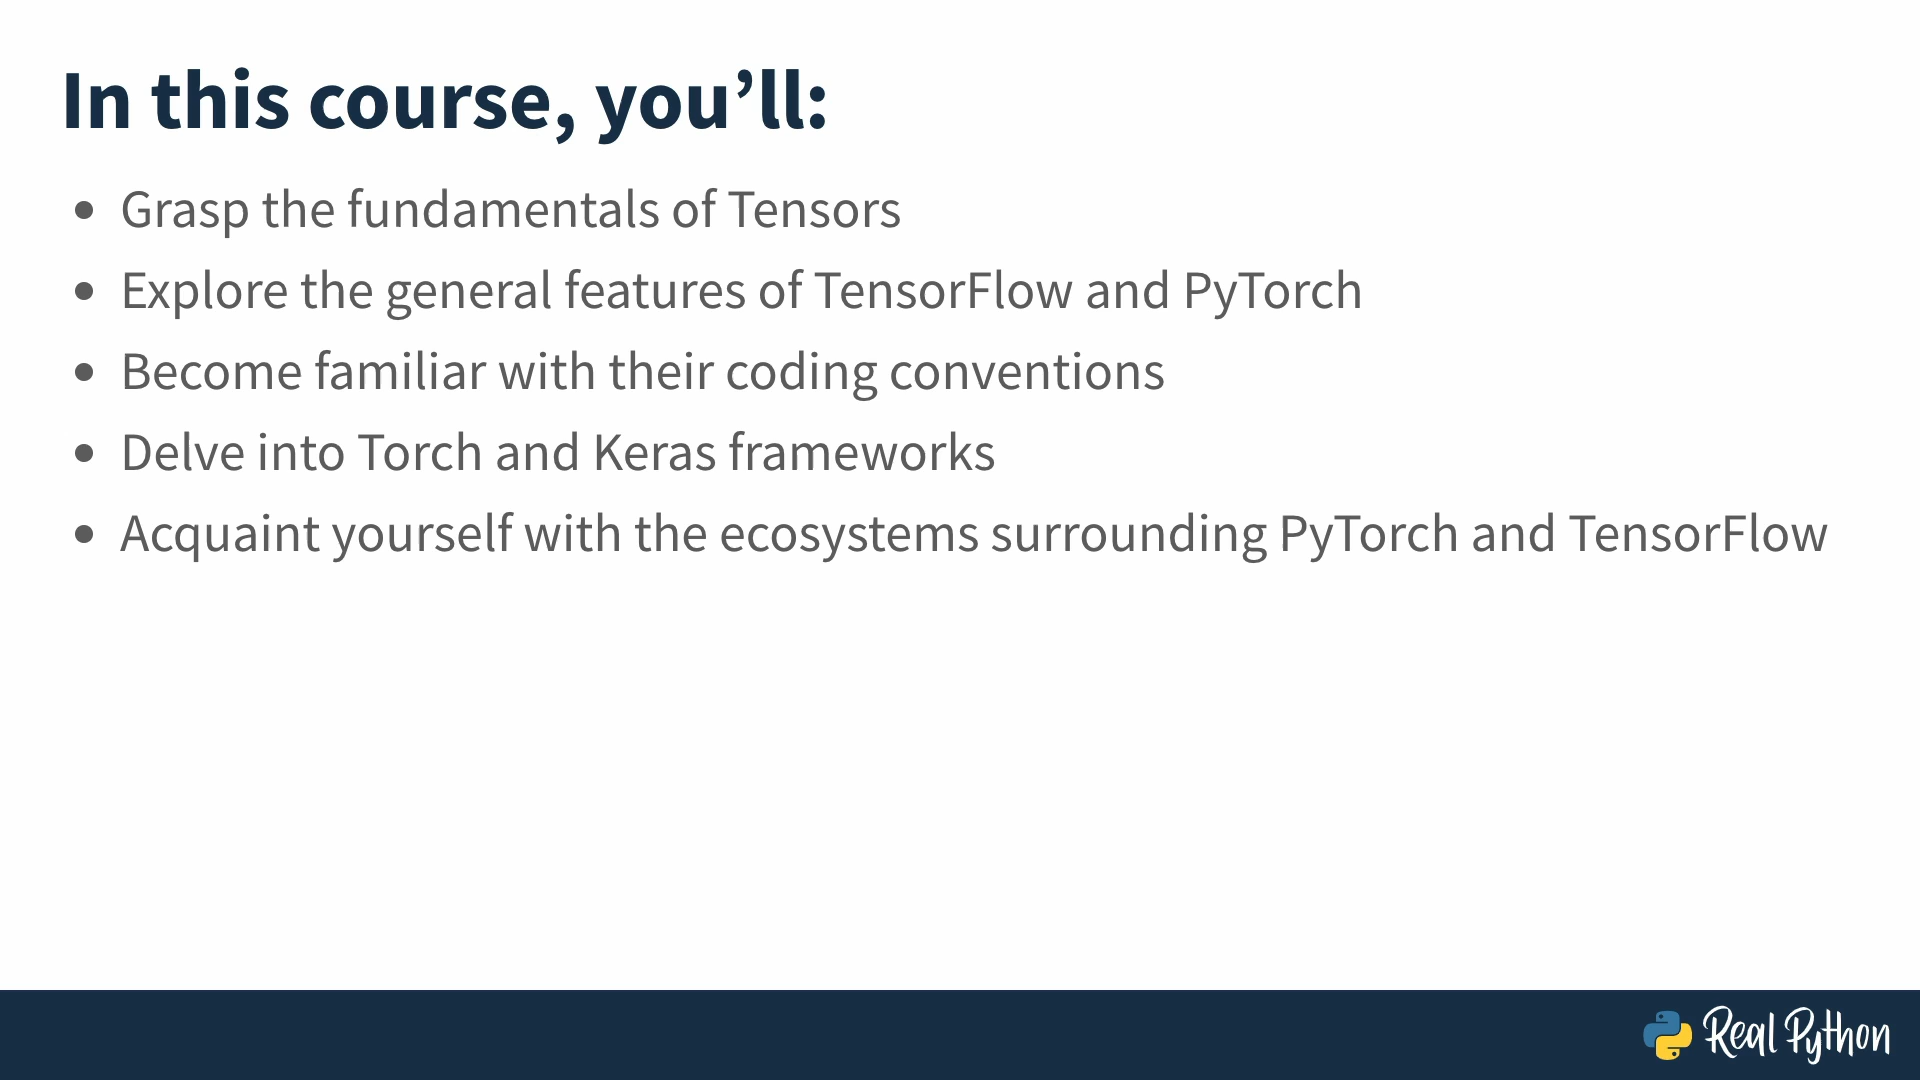 In this course, you’ll:
• Grasp the fundamentals of Tensors
• Explore the general features of TensorFlow and PyTorch
• Become familiar with their coding conventions
• Delve into Torch and Keras frameworks
• Acquaint yourself with the ecosystems surrounding PyTorch and TensorFlow
Real Python